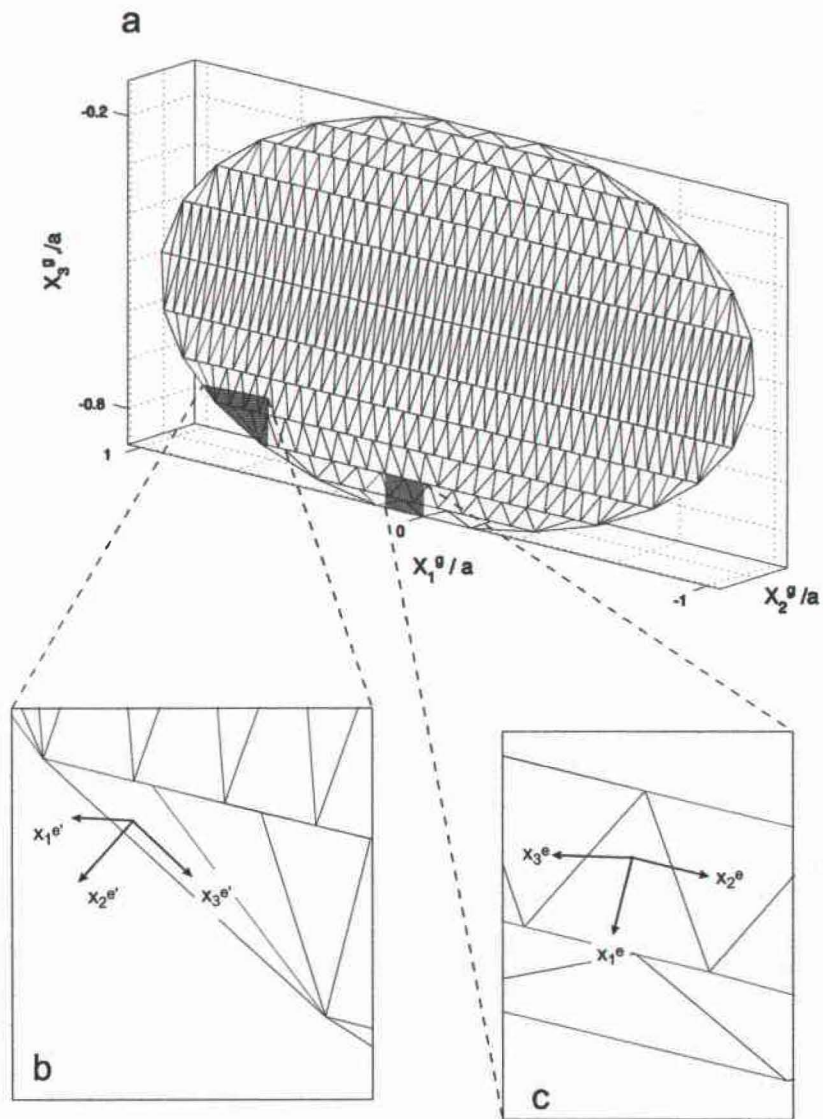 a
-0.2
X₃ᵍ/a
-0.8
1
0
X₁ᵍ/a
-1
X₂ᵍ/a
x₁ᵉ'
x₂ᵉ'
x₃ᵉ'
b
x₃ᵉ
x₂ᵉ
x₁ᵉ
c